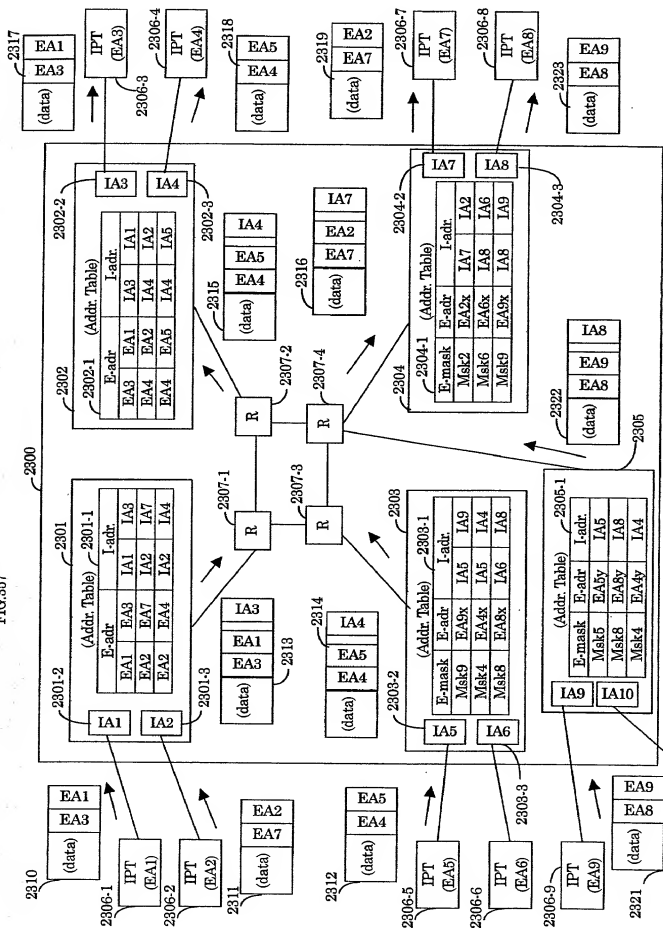 FIG.307
2300
2310
(data) EA3 EA1
2306-1
IPT
(EA1)
2306-2
IPT
(EA2)
2311
(data) EA7 EA2
2312
(data) EA4 EA5
2306-5
IPT
(EA5)
2306-6
IPT
(EA6)
2306-9
IPT
(EA9)
2321
(data) EA8 EA9
2301
2301-2
IA1
IA2
2301-3
(Addr. Table)
2301-1
E-adr I-adr.
EA1 EA3 IA1 IA3
EA2 EA7 IA2 IA7
EA2 EA4 IA2 IA4
2313
(data) EA3 EA1 IA3
2314
(data) EA4 EA5 IA4
2303
2303-2
IA5
IA6
2303-3
(Addr. Table)
2303-1
E-mask E-adr I-adr.
Msk9 EA9x IA5 IA9
Msk4 EA4x IA5 IA4
Msk8 EA8x IA6 IA8
2305
IA9
IA10
(Addr. Table)
2305-1
E-mask E-adr I-adr
Msk5 EA5y IA5
Msk8 EA8y IA8
Msk4 EA4y IA4
2307-1
R
2307-2
R
2307-3
R
2307-4
R
2302
2302-1
(Addr. Table)
E-adr I-adr.
EA3 EA1 IA3 IA1
EA4 EA2 IA4 IA2
EA4 EA5 IA4 IA5
2302-2
IA3
IA4
2302-3
2315
(data) EA4 EA5 IA4
2316
(data) EA7 EA2 IA7
2304
2304-1
(Addr. Table)
E-mask E-adr I-adr.
Msk2 EA2x IA7 IA2
Msk6 EA6x IA8 IA6
Msk9 EA9x IA8 IA9
2304-2
IA7
IA8
2304-3
2322
(data) EA8 EA9 IA8
2317
(data) EA3 EA1
IPT
(EA3)
2306-3
2306-4
IPT
(EA4)
2318
(data) EA4 EA5
2319
(data) EA7 EA2
2306-7
IPT
(EA7)
2306-8
IPT
(EA8)
2323
(data) EA8 EA9